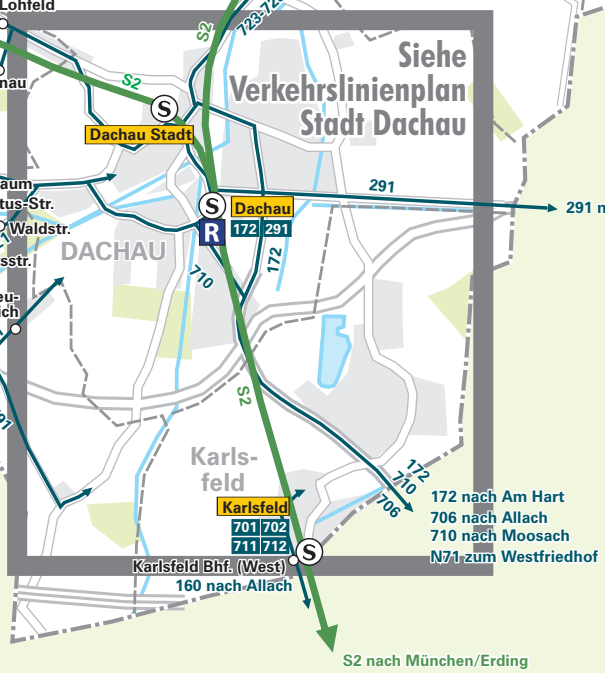 Lohfeld
S2
723-72
Siehe
Verkehrslinienplan
Stadt Dachau
nau
S2
S
Dachau Stadt
aum
tus-Str.
Waldstr.
sstr.
291
291 n
S
Dachau
R
172 291
DACHAU
710
172
eu-
ich
S2
91
Karls-
feld
172
710
706
Karlsfeld
701 702
711 712
S
Karlsfeld Bhf. (West)
160 nach Allach
172 nach Am Hart
706 nach Allach
710 nach Moosach
N71 zum Westfriedhof
S2 nach München/Erding